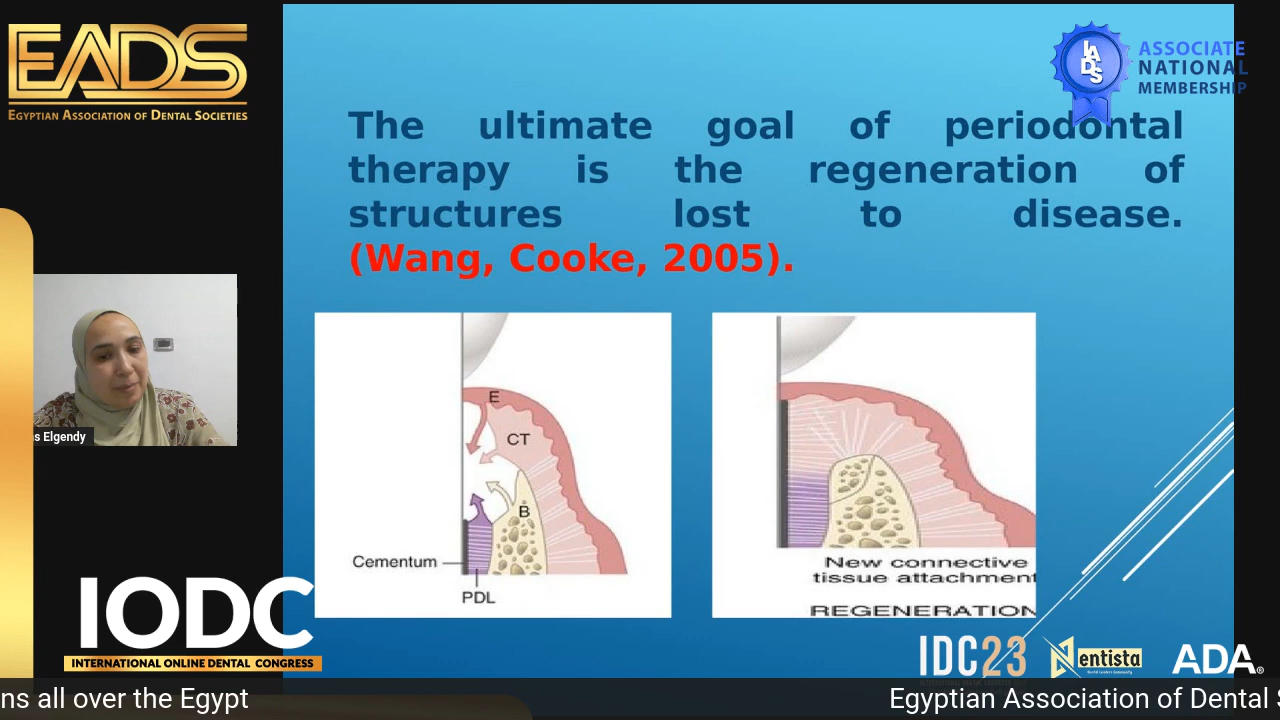 EADS
EGYPTIAN ASSOCIATION OF DENTAL SOCIETIES
IADS
ASSOCIATE
NATIONAL
MEMBERSHIP
The ultimate goal of periodontal
therapy is the regeneration of
structures lost to disease.
(Wang, Cooke, 2005).
E
CT
B
Cementum
PDL
New connective
tissue attachment
REGENERATION
Elgendy
IODC
INTERNATIONAL ONLINE DENTAL CONGRESS
IDC23
Dentista
ADA
all over the Egypt
Egyptian Association of Dental